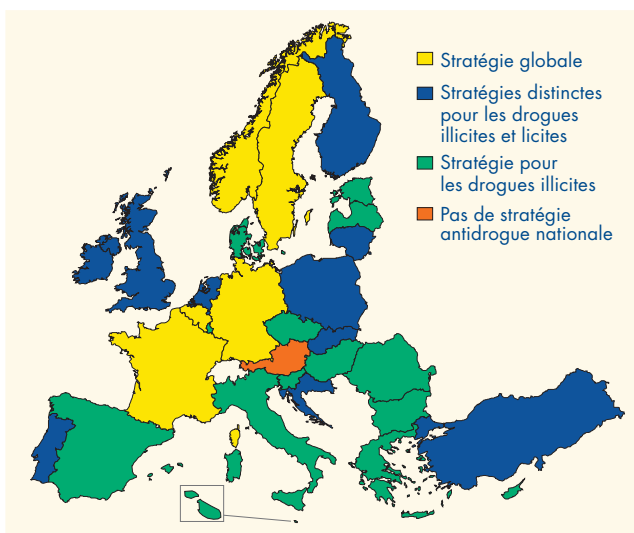 Stratégie globale
Stratégies distinctes
pour les drogues
illicites et licites
Stratégie pour
les drogues illicites
Pas de stratégie
antidrogue nationale